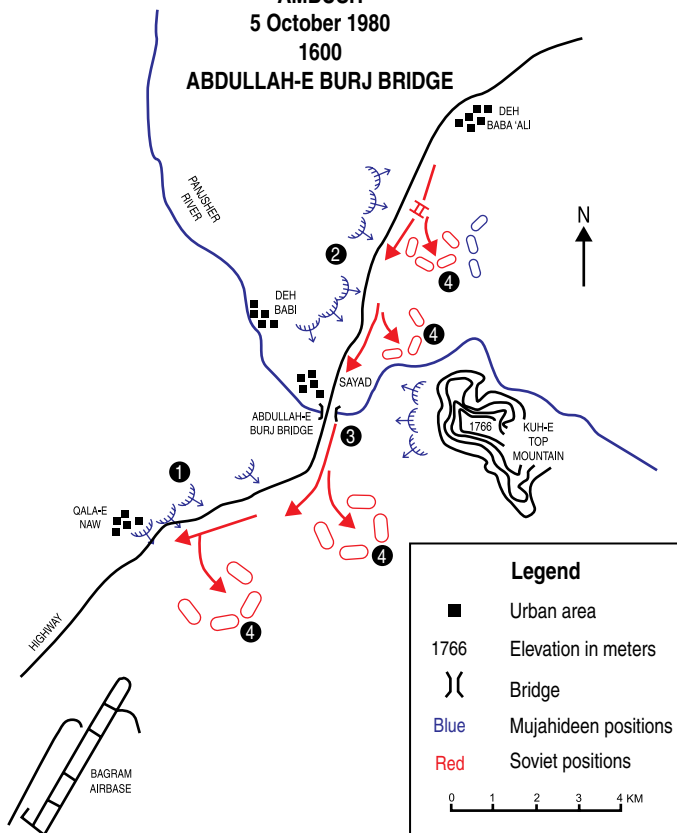 AMBUSH
5 October 1980
1600
ABDULLAH-E BURJ BRIDGE
DEH
BABA 'ALI
PANJSHER
RIVER
N
2
4
DEH
BABI
4
SAYAD
ABDULLAH-E
BURJ BRIDGE
3
1766
KUH-E
TOP
MOUNTAIN
1
QALA-E
NAW
4
4
HIGHWAY
BAGRAM
AIRBASE
Legend
Urban area
1766 Elevation in meters
Bridge
Blue Mujahideen positions
Red Soviet positions
0 1 2 3 4 KM